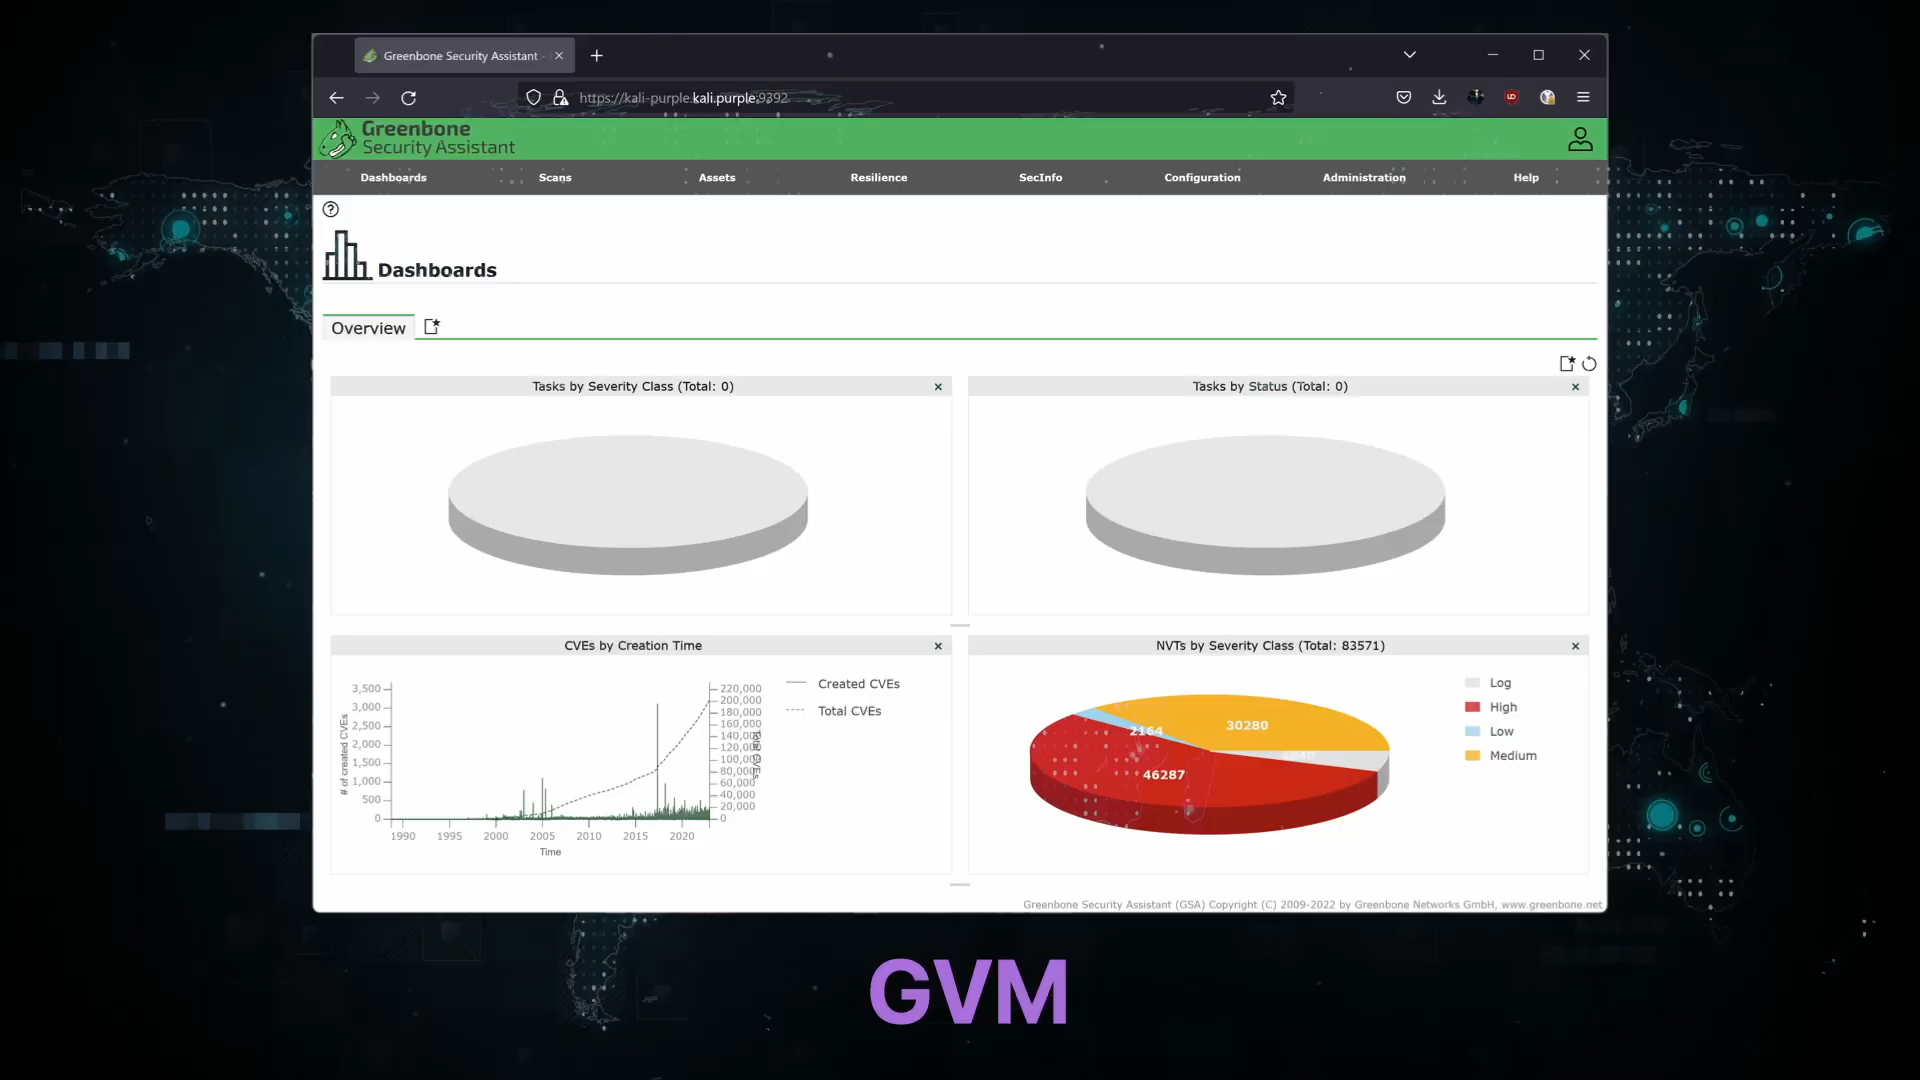 Greenbone Security Assistant -
https://kali-purple.kali.purple:9392
Greenbone
Security Assistant
Dashboards
Scans
Assets
Resilience
SecInfo
Configuration
Administration
Help
Dashboards
Overview
Tasks by Severity Class (Total: 0)
Tasks by Status (Total: 0)
CVEs by Creation Time
# of created CVEs
3,500
3,000
2,500
2,000
1,500
1,000
500
0
220,000
200,000
180,000
160,000
140,000
120,000
100,000
80,000
60,000
40,000
20,000
0
Total CVEs
1990
1995
2000
2005
2010
2015
2020
Time
Created CVEs
Total CVEs
NVTs by Severity Class (Total: 83571)
30280
2164
46287
Log
High
Low
Medium
Greenbone Security Assistant (GSA) Copyright (C) 2009-2022 by Greenbone Networks GmbH, www.greenbone.net
GVM